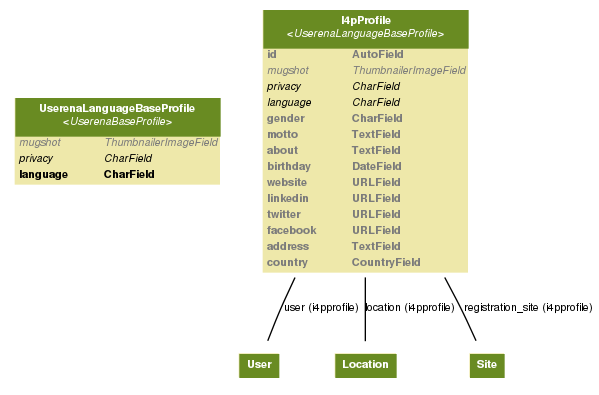 UserenaLanguageBaseProfile
<UserenaBaseProfile>
mugshot ThumbnailerImageField
privacy CharField
language CharField
I4pProfile
<UserenaLanguageBaseProfile>
id AutoField
mugshot ThumbnailerImageField
privacy CharField
language CharField
gender CharField
motto TextField
about TextField
birthday DateField
website URLField
linkedin URLField
twitter URLField
facebook URLField
address TextField
country CountryField
user (i4pprofile) location (i4pprofile) registration_site (i4pprofile)
User Location Site